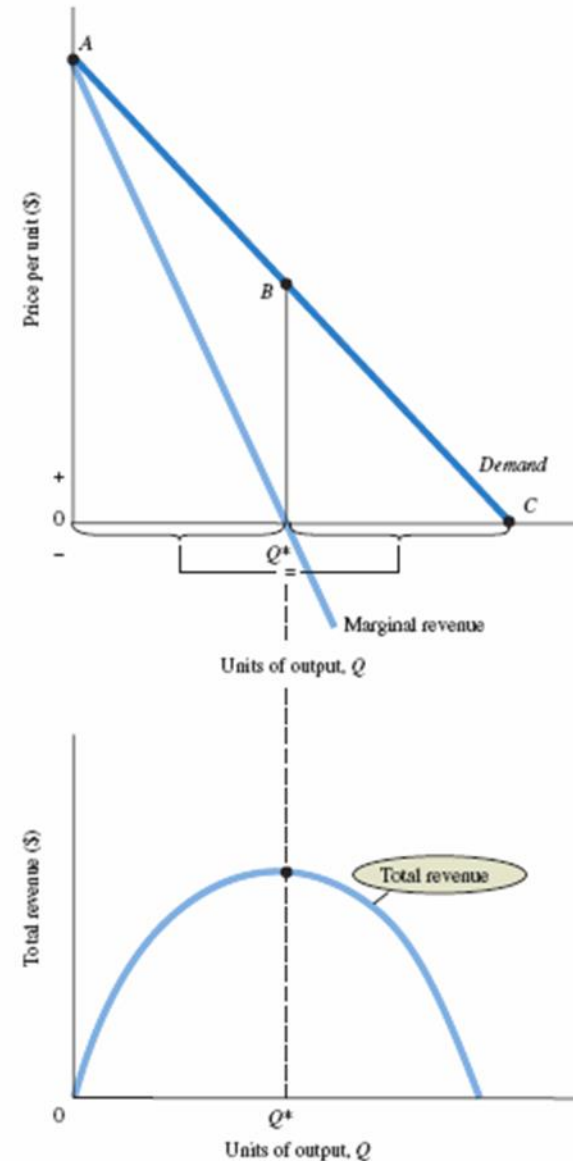 A
Price per unit ($)
B
Demand
+
0
C
–
Q*
=
Marginal revenue
Units of output, Q
Total revenue ($)
Total revenue
0
Q*
Units of output, Q